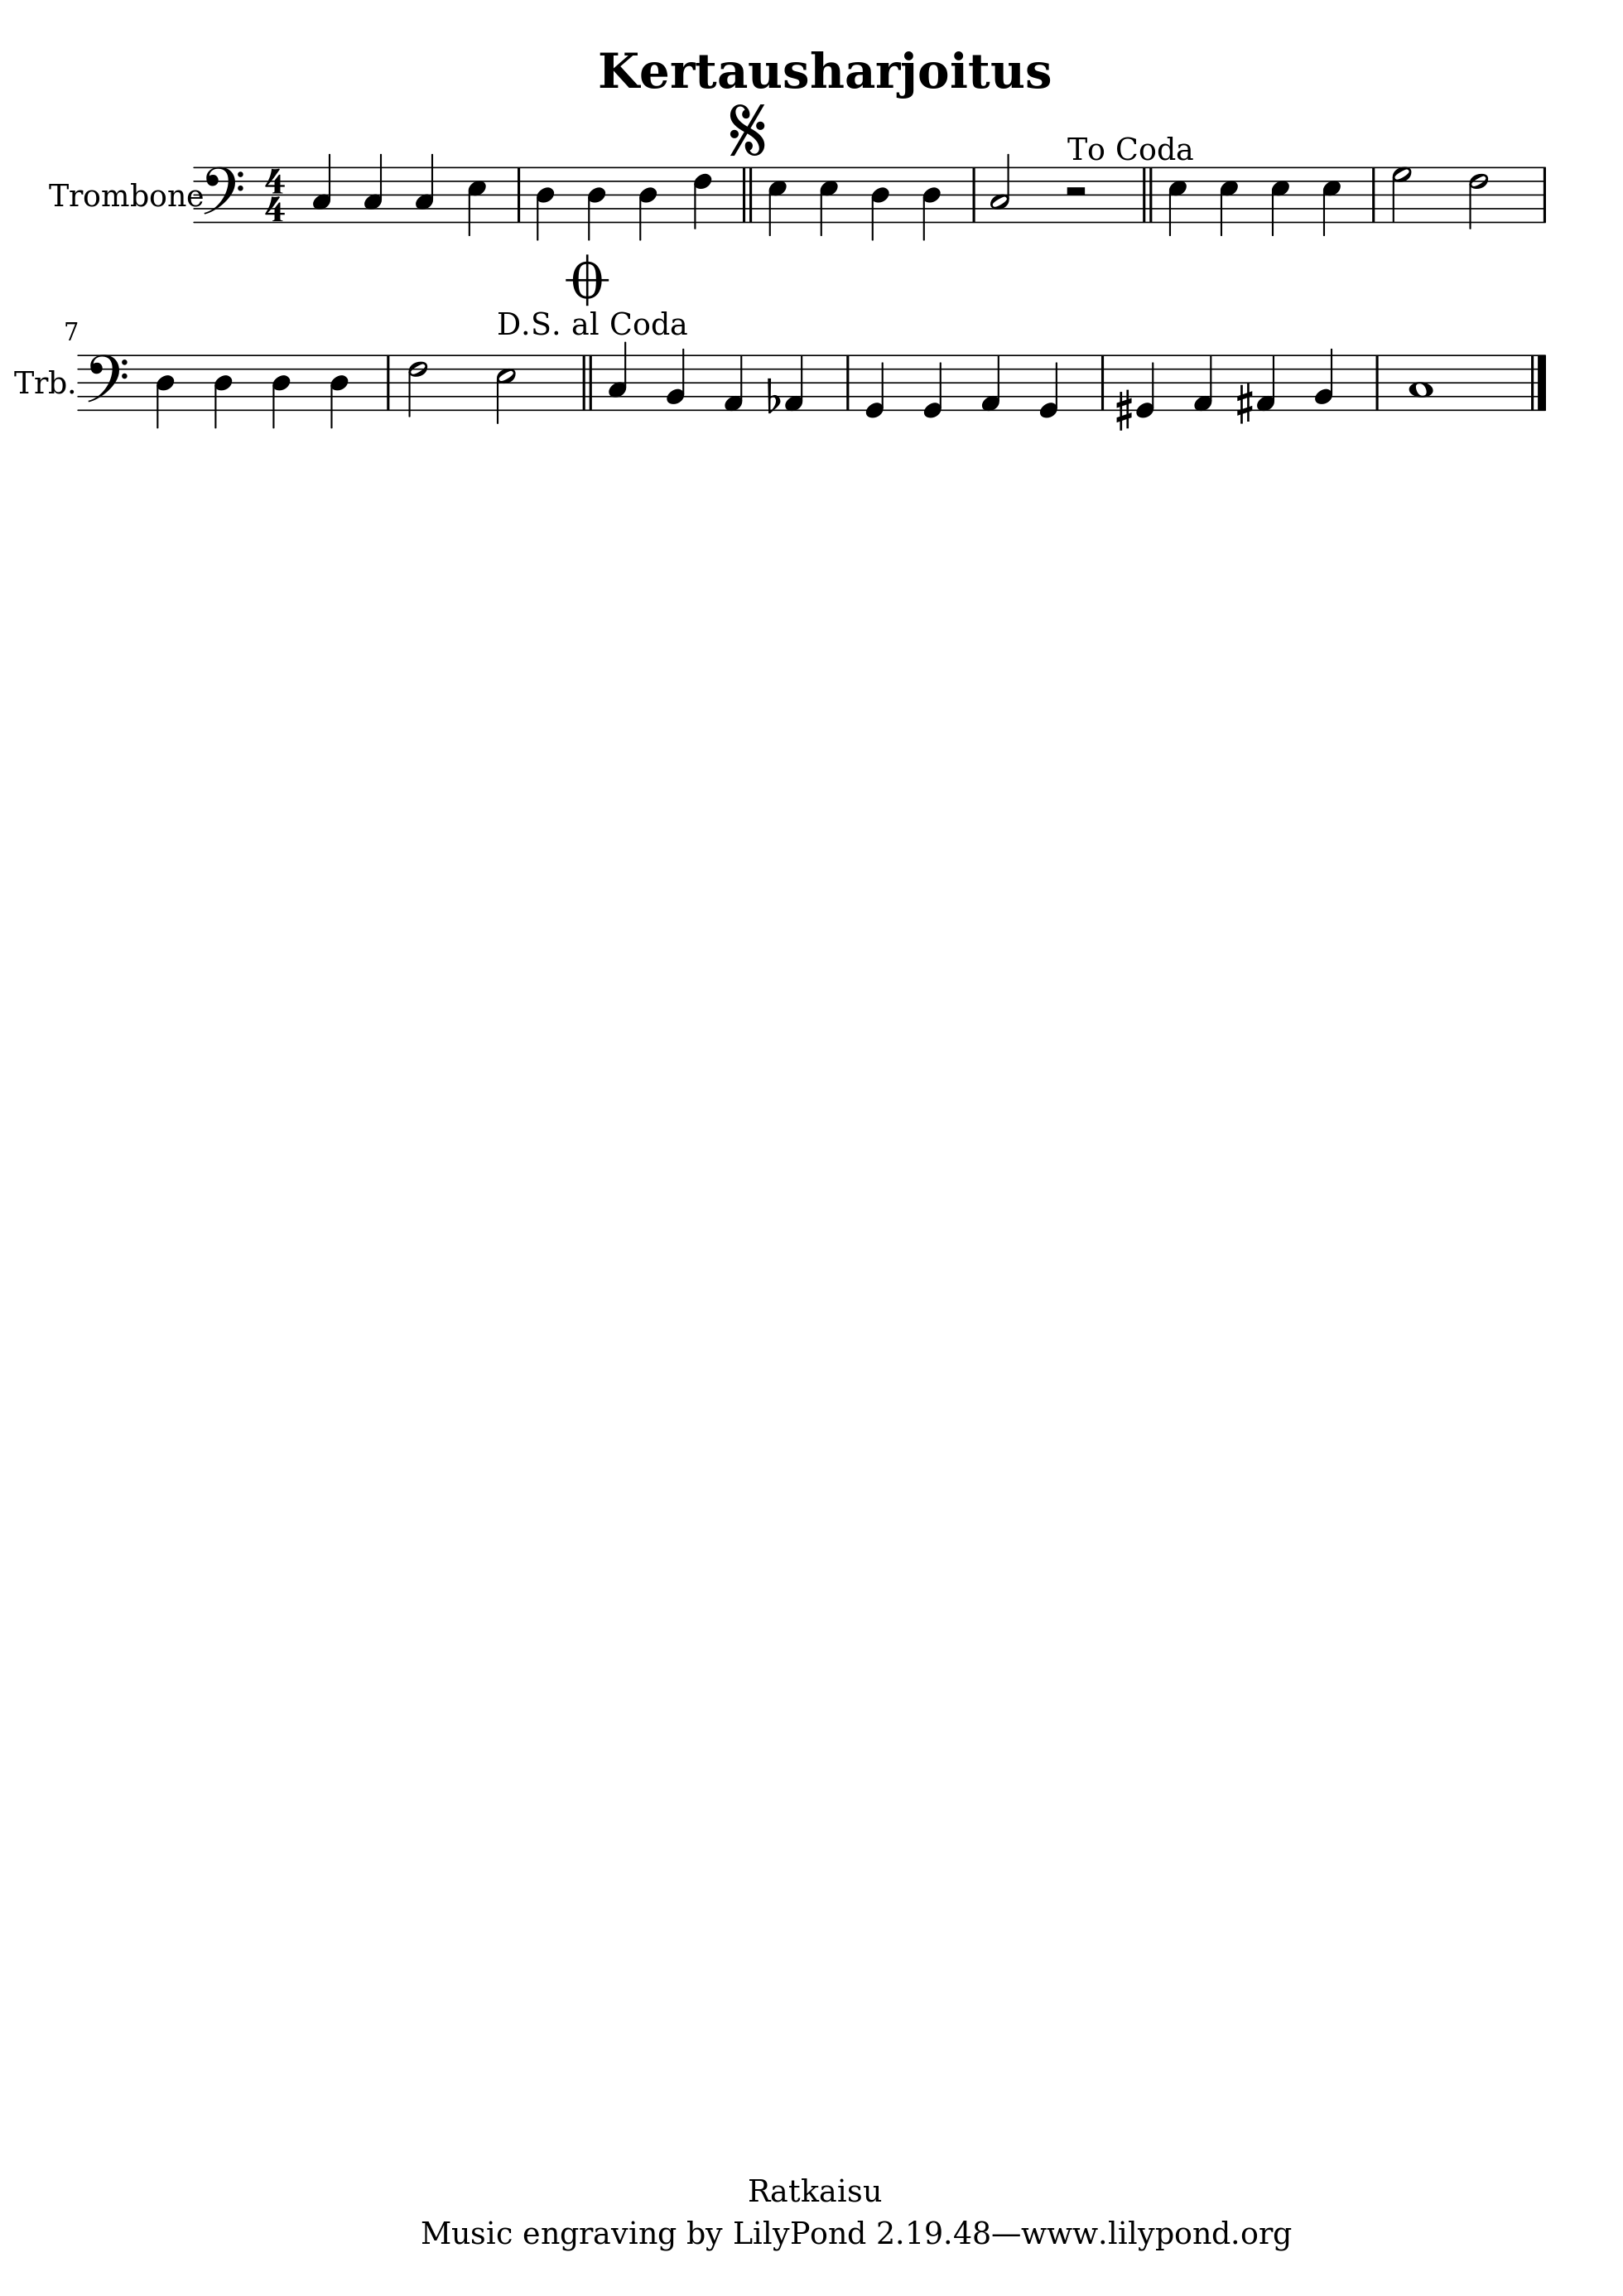 Kertausharjoitus
To Coda
Trombone
4
4
D.S. al Coda
7
Trb.
Ratkaisu
Music engraving by LilyPond 2.19.48—www.lilypond.org